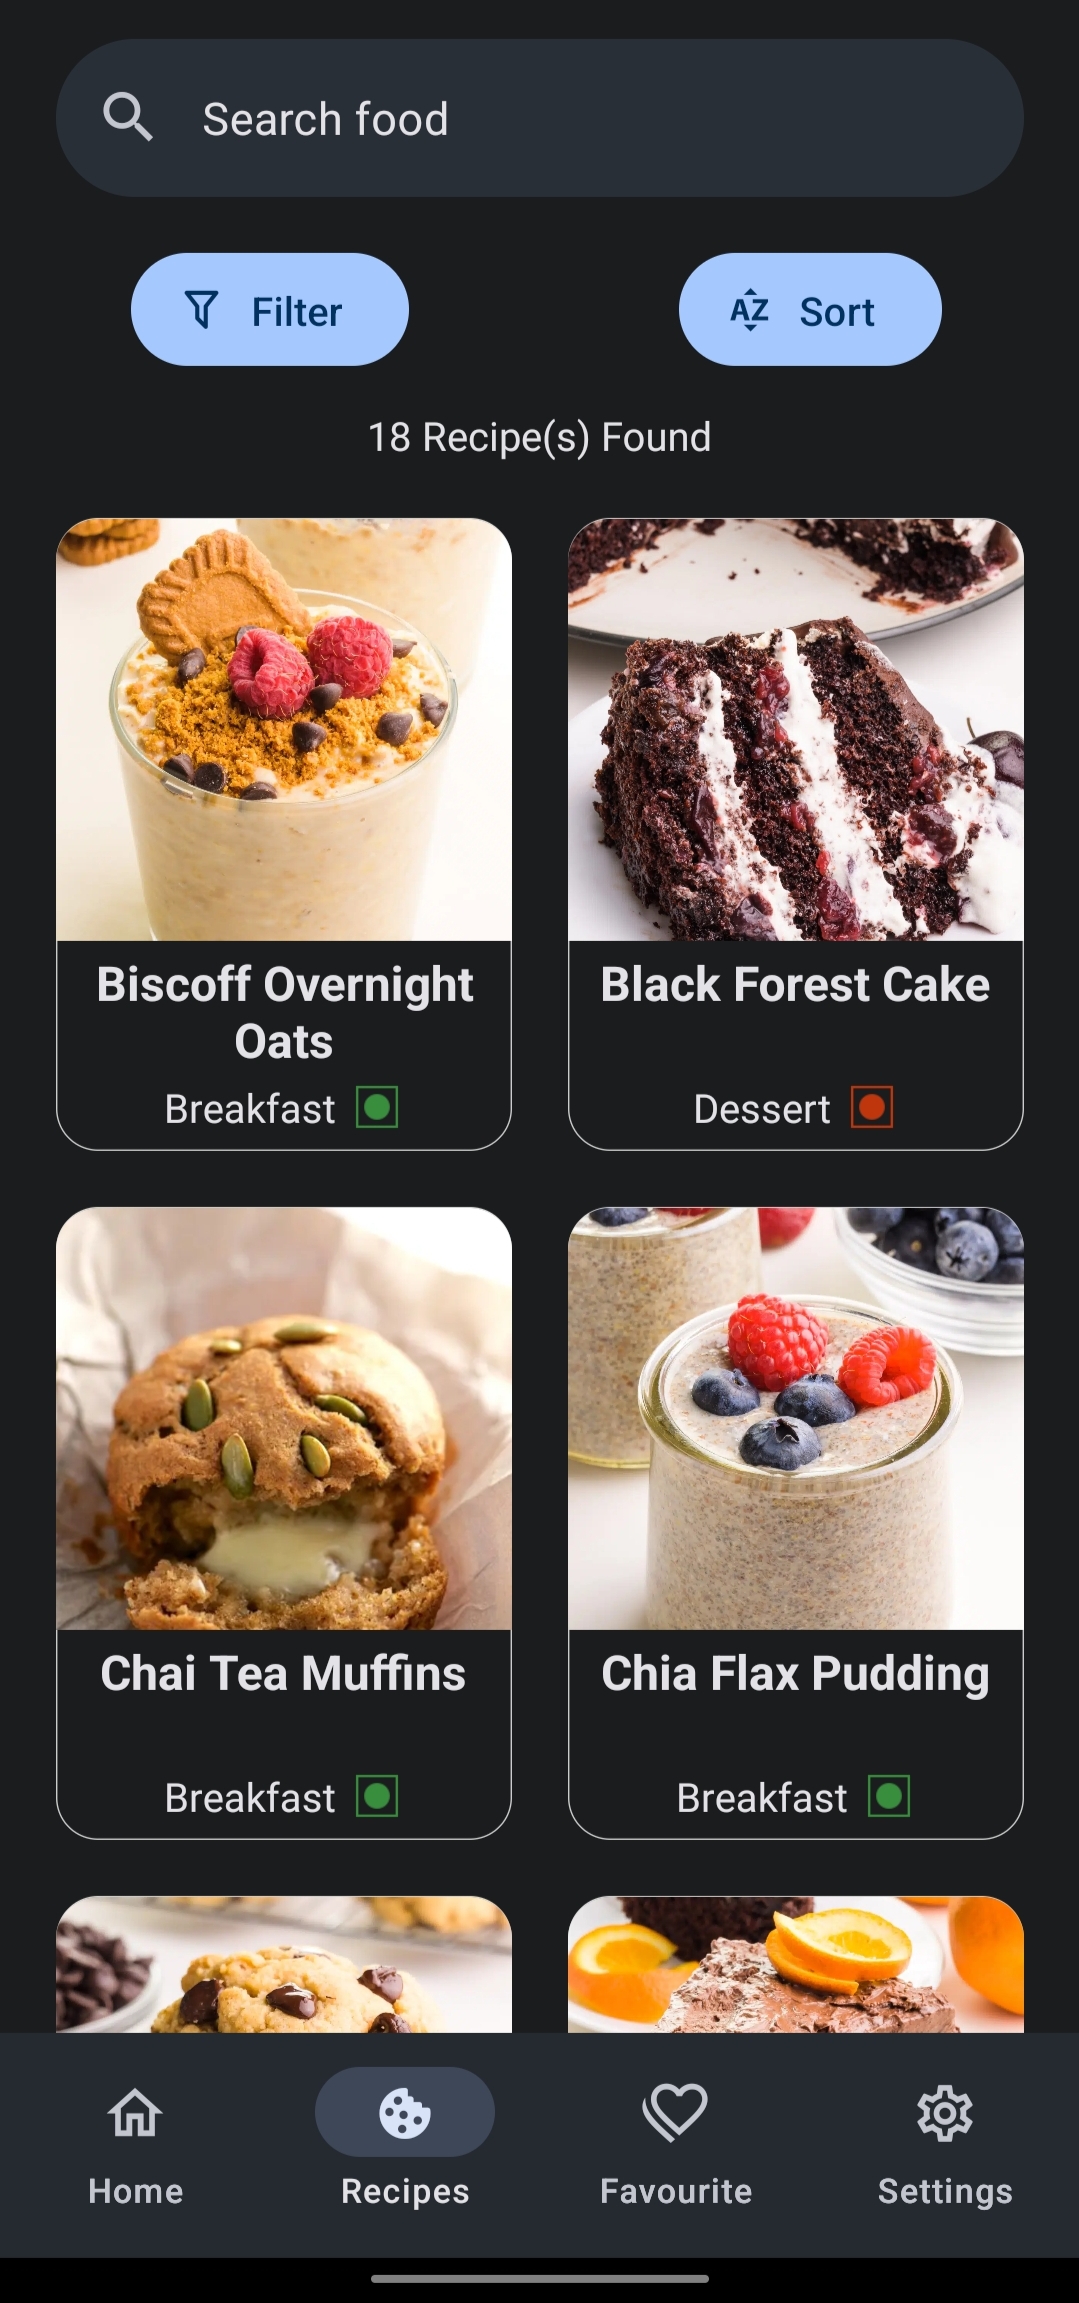 Search food
Filter
AZ Sort
18 Recipe(s) Found
Biscoff Overnight
Oats
Breakfast
Black Forest Cake
Dessert
Chai Tea Muffins
Breakfast
Chia Flax Pudding
Breakfast
Home
Recipes
Favourite
Settings